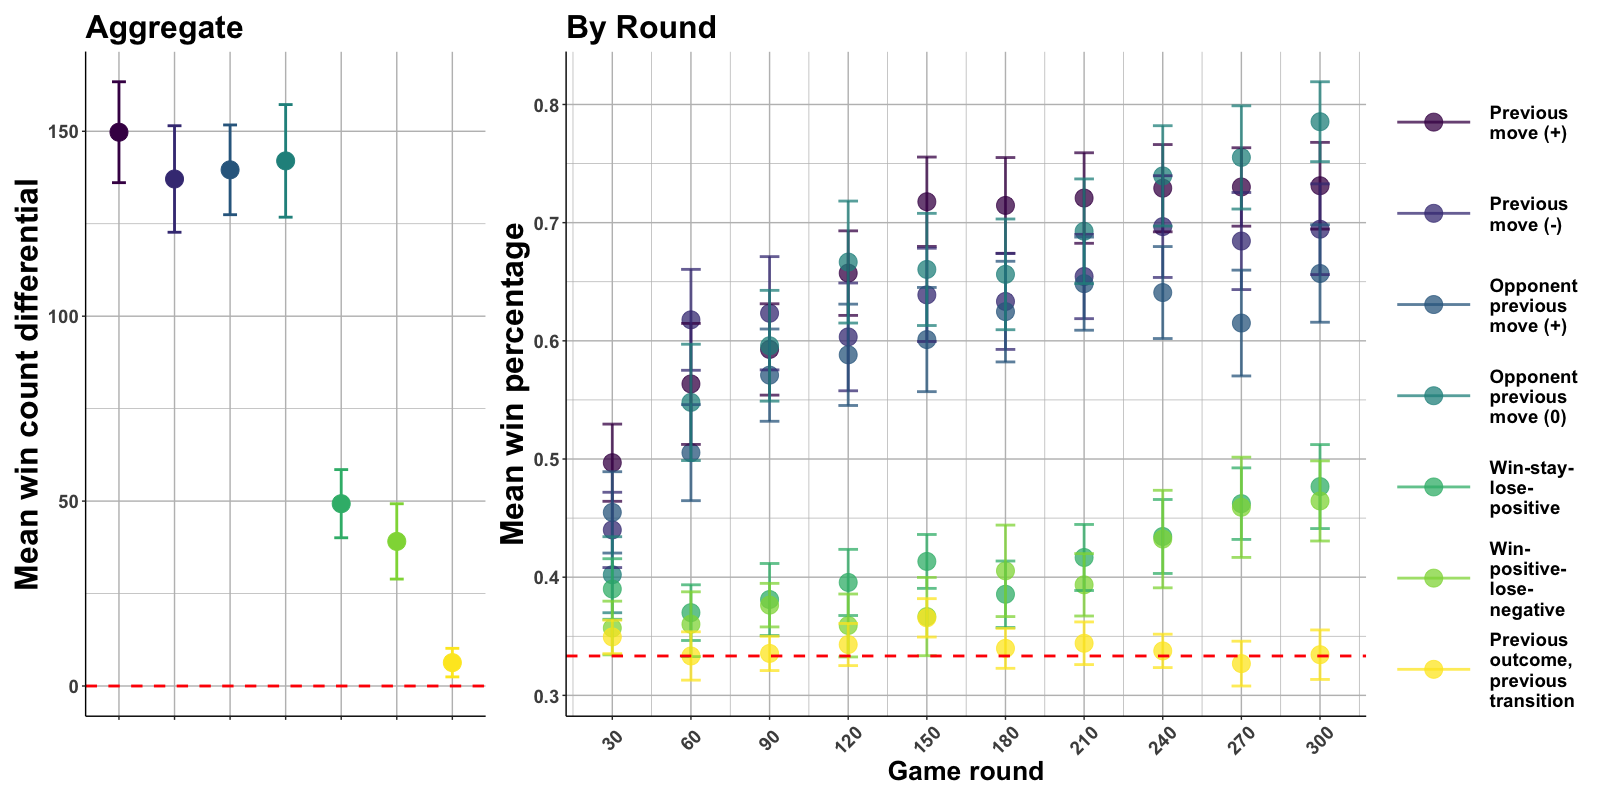 Aggregate
By Round
Mean win count differential
150
100
50
0
Mean win percentage
0.8
0.7
0.6
0.5
0.4
0.3
30
60
90
120
150
180
210
240
270
300
Game round
Previous
move (+)
Previous
move (-)
Opponent
previous
move (+)
Opponent
previous
move (0)
Win-stay-
lose-
positive
Win-
positive-
lose-
negative
Previous
outcome,
previous
transition